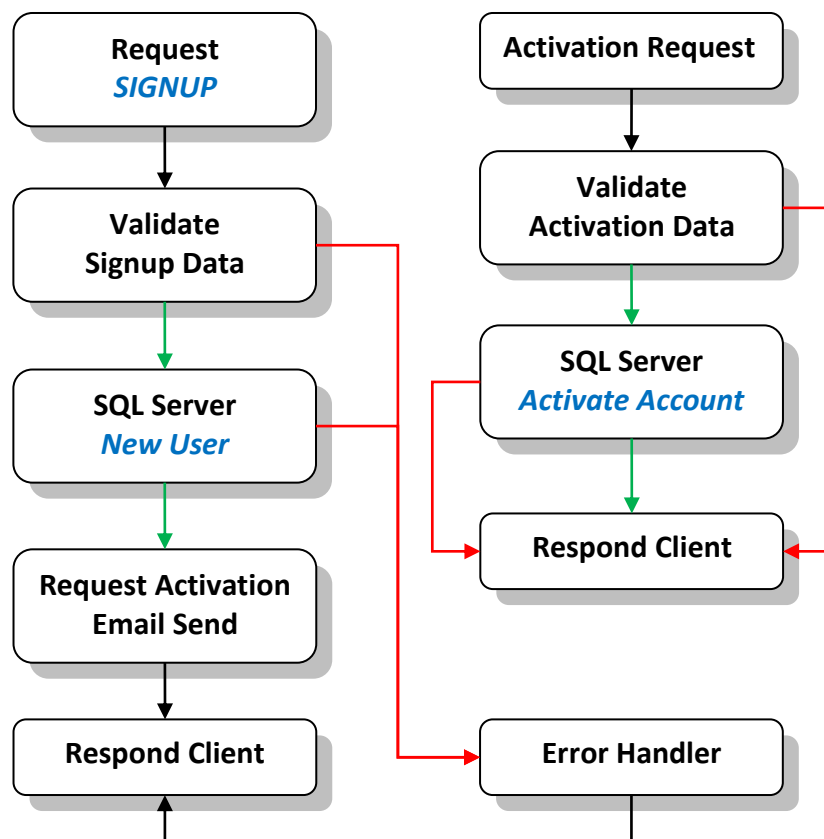 Request
SIGNUP
Validate
Signup Data
SQL Server
New User
Request Activation
Email Send
Respond Client
Activation Request
Validate
Activation Data
SQL Server
Activate Account
Respond Client
Error Handler